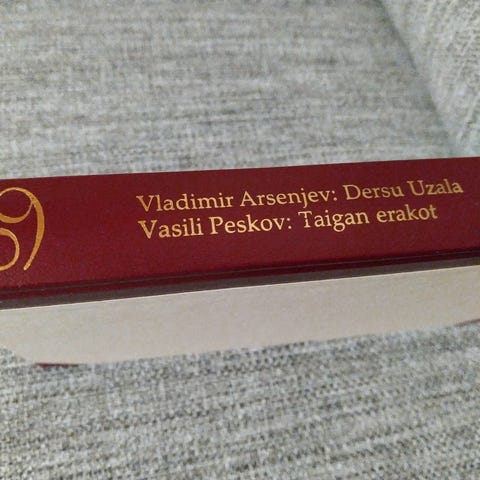 Vladimir Arsenjev: Dersu Uzala
Vasili Peskov: Taigan erakot